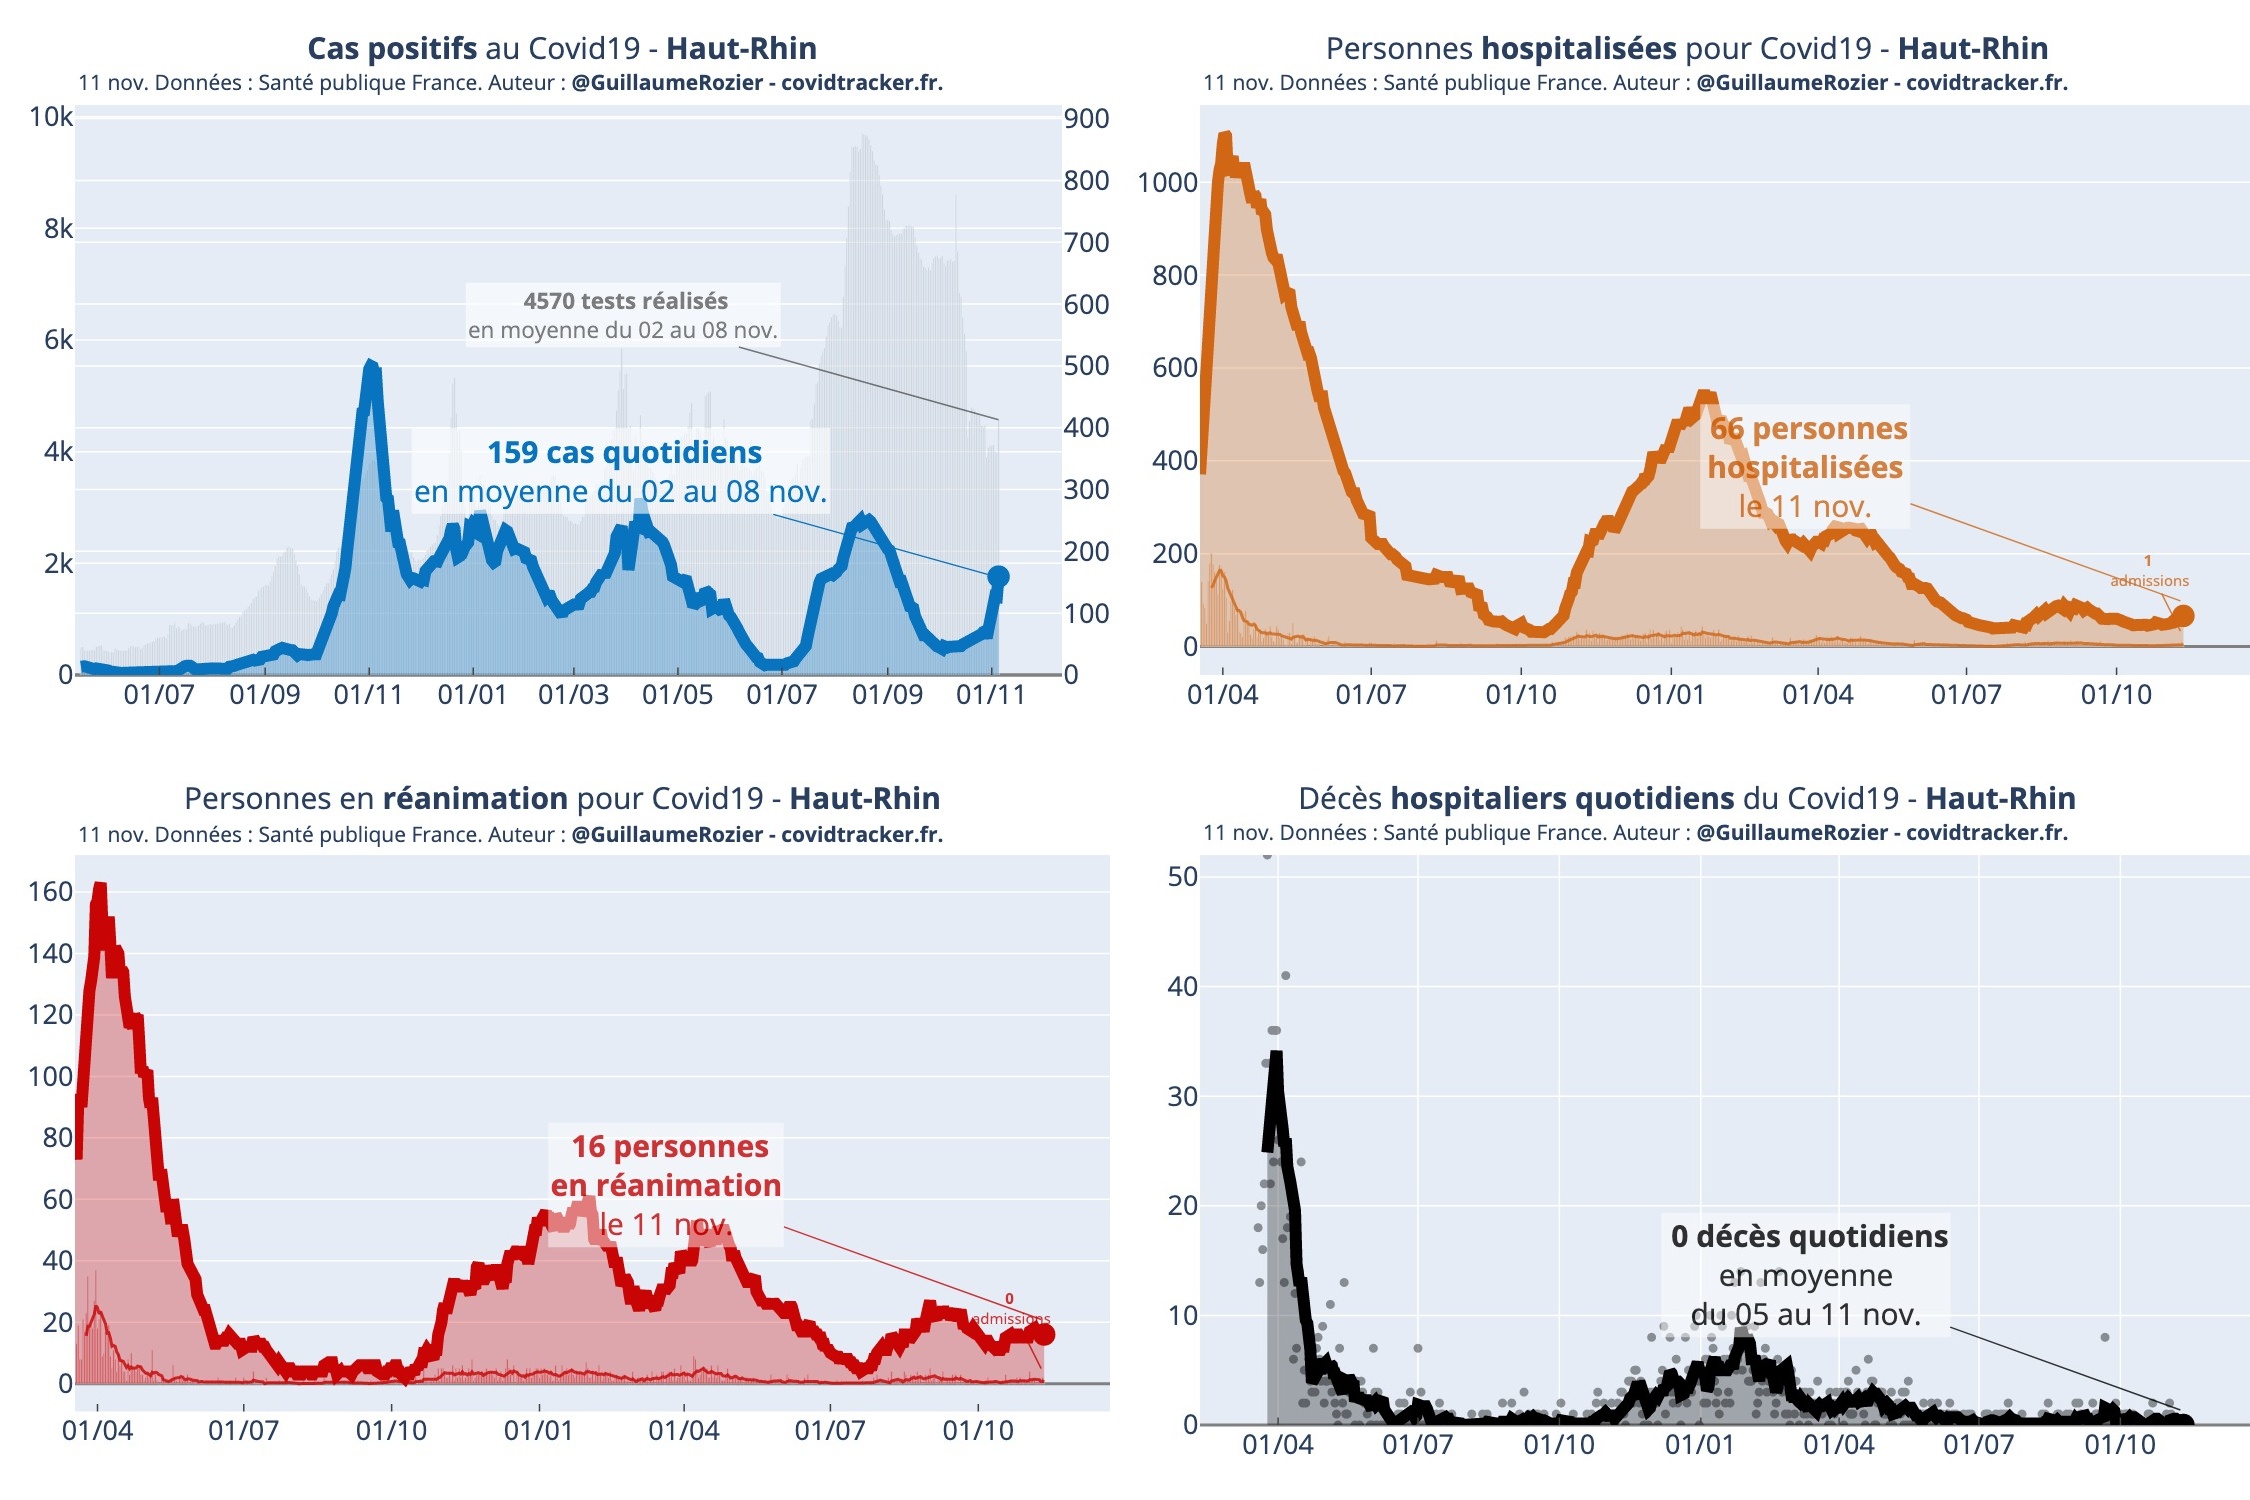 Cas positifs au Covid19 - Haut-Rhin
11 nov. Données : Santé publique France. Auteur : @GuillaumeRozier - covidtracker.fr.
10k
8k
6k
4k
2k
0
900
800
700
600
500
400
300
200
100
0
4570 tests réalisés
en moyenne du 02 au 08 nov.
159 cas quotidiens
en moyenne du 02 au 08 nov.
01/07 01/09 01/11 01/01 01/03 01/05 01/07 01/09 01/11
Personnes hospitalisées pour Covid19 - Haut-Rhin
11 nov. Données : Santé publique France. Auteur : @GuillaumeRozier - covidtracker.fr.
1000
800
600
400
200
0
66 personnes
hospitalisées
le 11 nov.
1
admissions
01/04 01/07 01/10 01/01 01/04 01/07 01/10
Personnes en réanimation pour Covid19 - Haut-Rhin
11 nov. Données : Santé publique France. Auteur : @GuillaumeRozier - covidtracker.fr.
160
140
120
100
80
60
40
20
0
16 personnes
en réanimation
le 11 nov.
0
admissions
01/04 01/07 01/10 01/01 01/04 01/07 01/10
Décès hospitaliers quotidiens du Covid19 - Haut-Rhin
11 nov. Données : Santé publique France. Auteur : @GuillaumeRozier - covidtracker.fr.
50
40
30
20
10
0
0 décès quotidiens
en moyenne
du 05 au 11 nov.
01/04 01/07 01/10 01/01 01/04 01/07 01/10